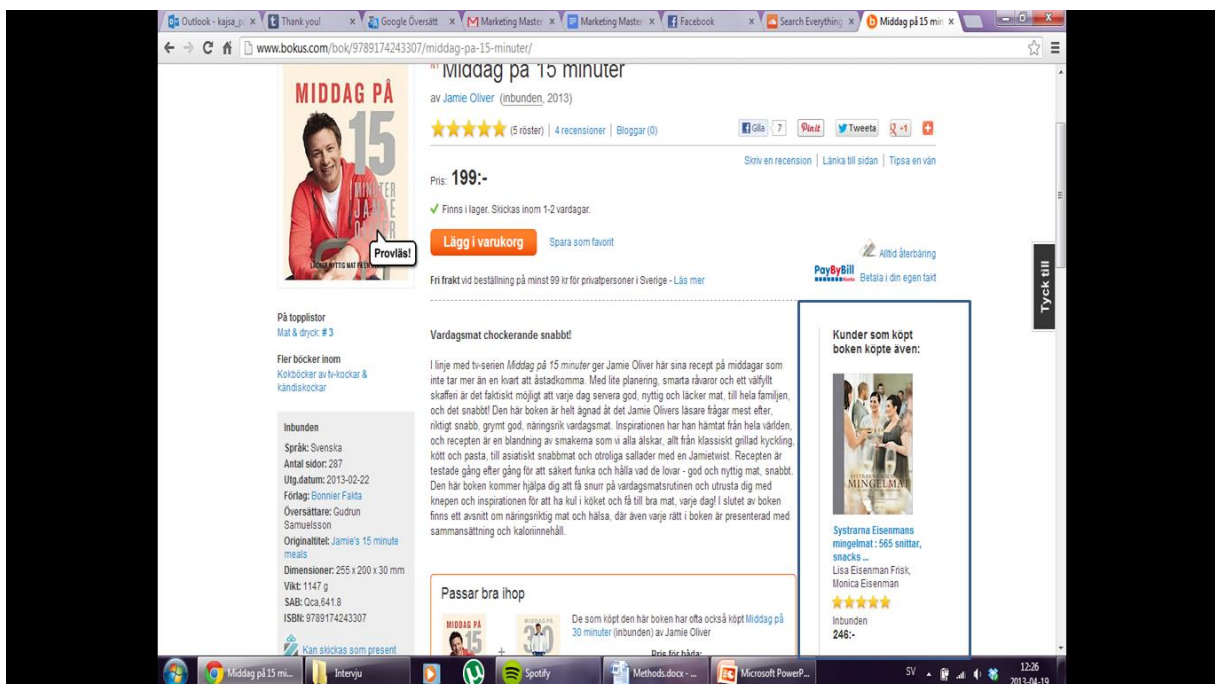 Outlook - kajsa_p
Thank you!
Google Översätt
Marketing Master
Marketing Master
Facebook
Search Everything
Middag på 15 min
www.bokus.com/bok/9789174243307/middag-pa-15-minuter/
MIDDAG PÅ
15
MINUTER
JAMIE
OLIVER
Provläs!
Middag på 15 minuter
av Jamie Oliver (inbunden, 2013)
(5 röster) | 4 recensioner | Bloggar (0)
Gilla 7 Pin it Tweeta +1
Skriv en recension | Länka till sidan | Tipsa en vän
Pris: 199:-
Finns i lager. Skickas inom 1-2 vardagar.
Lägg i varukorg Spara som favorit
Alltid återbäring
PayByBill
Betala i din egen takt
Fri frakt vid beställning på minst 99 kr för privatpersoner i Sverige - Läs mer
Tyck till
På topplistor
Mat & dryck: # 3
Fler böcker inom
Kokböcker av tv-kockar &
kändiskockar
Inbunden
Språk: Svenska
Antal sidor: 287
Utg.datum: 2013-02-22
Förlag: Bonnier Fakta
Översättare: Gudrun
Samuelsson
Originaltitel: Jamie's 15 minute
meals
Dimensioner: 255 x 200 x 30 mm
Vikt: 1147 g
SAB: Qca,641.8
ISBN: 9789174243307
Kan skickas som present
Vardagsmat chockerande snabbt!
I linje med tv-serien Middag på 15 minuter ger Jamie Oliver här sina recept på middagar som
inte tar mer än en kvart att åstadkomma. Med lite planering, smarta råvaror och ett välfyllt
skafferi är det faktiskt möjligt att varje dag servera god, nyttig och läcker mat, till hela familjen,
och det snabbt! Den här boken är helt ägnad åt det Jamie Olivers läsare frågar mest efter,
riktigt snabb, grymt god, näringsrik vardagsmat. Inspirationen har han hämtat från hela världen,
och recepten är en blandning av smakerna som vi alla älskar, allt från klassiskt grillad kyckling,
kött och pasta, till asiatiskt snabbmat och otroliga sallader med en Jamietwist. Recepten är
testade gång efter gång för att säkert funka och hålla vad de lovar - god och nyttig mat, snabbt.
Den här boken kommer hjälpa dig att få snurr på vardagsmatsrutinen och utrusta dig med
knepen och inspirationen för att ha kul i köket och få till bra mat, varje dag! I slutet av boken
finns ett avsnitt om näringsriktig mat och hälsa, där även varje rätt i boken är presenterad med
sammansättning och kaloriinnehåll.
Kunder som köpt
boken köpte även:
MINGELMAT
Systrarna Eisenmans
mingelmat : 565 snittar,
snacks ...
Lisa Eisenman Frisk,
Monica Eisenman
Inbunden
246:-
Passar bra ihop
MIDDAG PÅ
15
+
30
De som köpt den här boken har ofta också köpt Middag på
30 minuter (inbunden) av Jamie Oliver
Pris för båda:
Middag på 15 mi...
Intervju
Spotify
Methods.docx - ...
Microsoft PowerP...
SV
12:26
2013-04-19